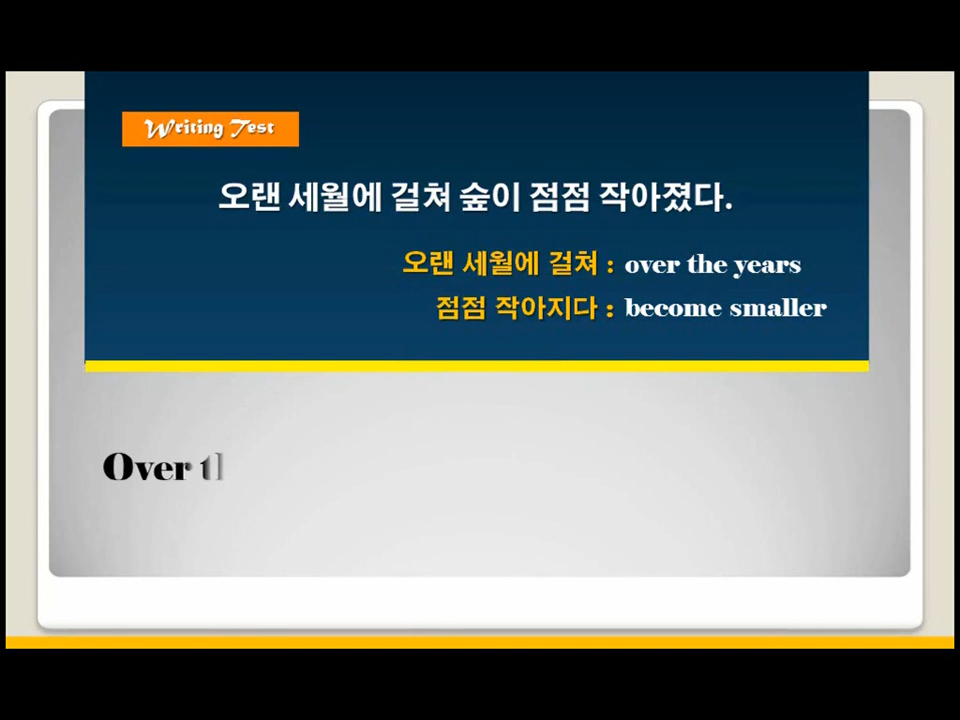 Writing Test
오랜 세월에 걸쳐 숲이 점점 작아졌다.
오랜 세월에 걸쳐 : over the years
점점 작아지다 : become smaller
Over